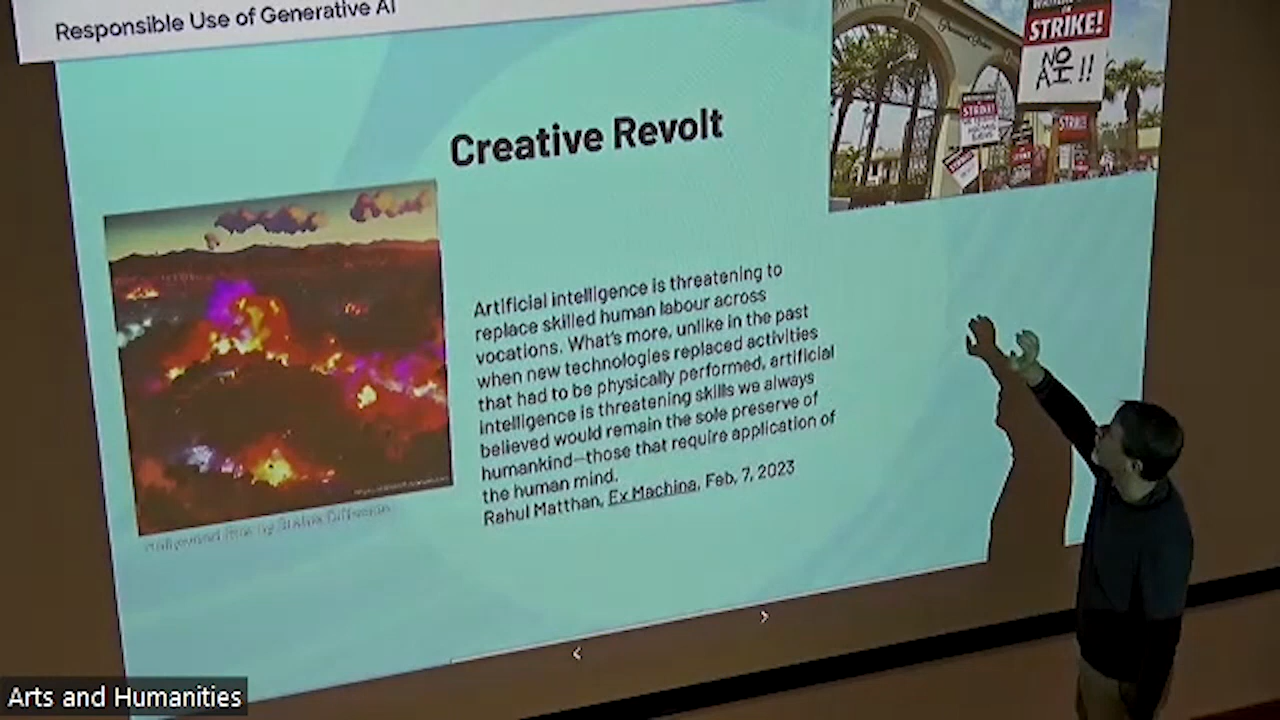 Responsible Use of Generative AI
STRIKE!
NO
AI!!
STRIKE!
STRIKE
Creative Revolt
Artificial intelligence is threatening to
replace skilled human labour across
vocations. What's more, unlike in the past
when new technologies replaced activities
that had to be physically performed, artificial
intelligence is threatening skills we always
believed would remain the sole preserve of
humankind—those that require application of
the human mind.
Rahul Matthan, Ex Machina, Feb, 7, 2023
Arts and Humanities